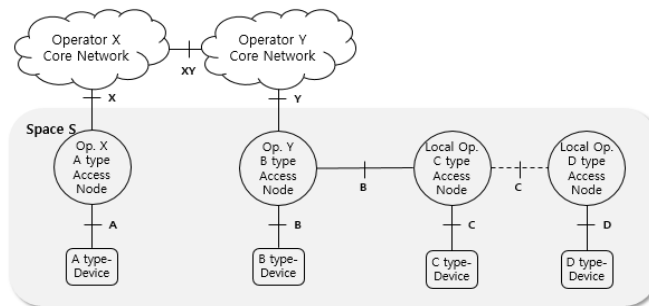 Operator X
Core Network
Operator Y
Core Network
XY
X
Y
Space S
Op. X
A type
Access
Node
Op. Y
B type
Access
Node
Local Op.
C type
Access
Node
Local Op.
D type
Access
Node
B
C
A
B
C
D
A type-
Device
B type-
Device
C type-
Device
D type-
Device